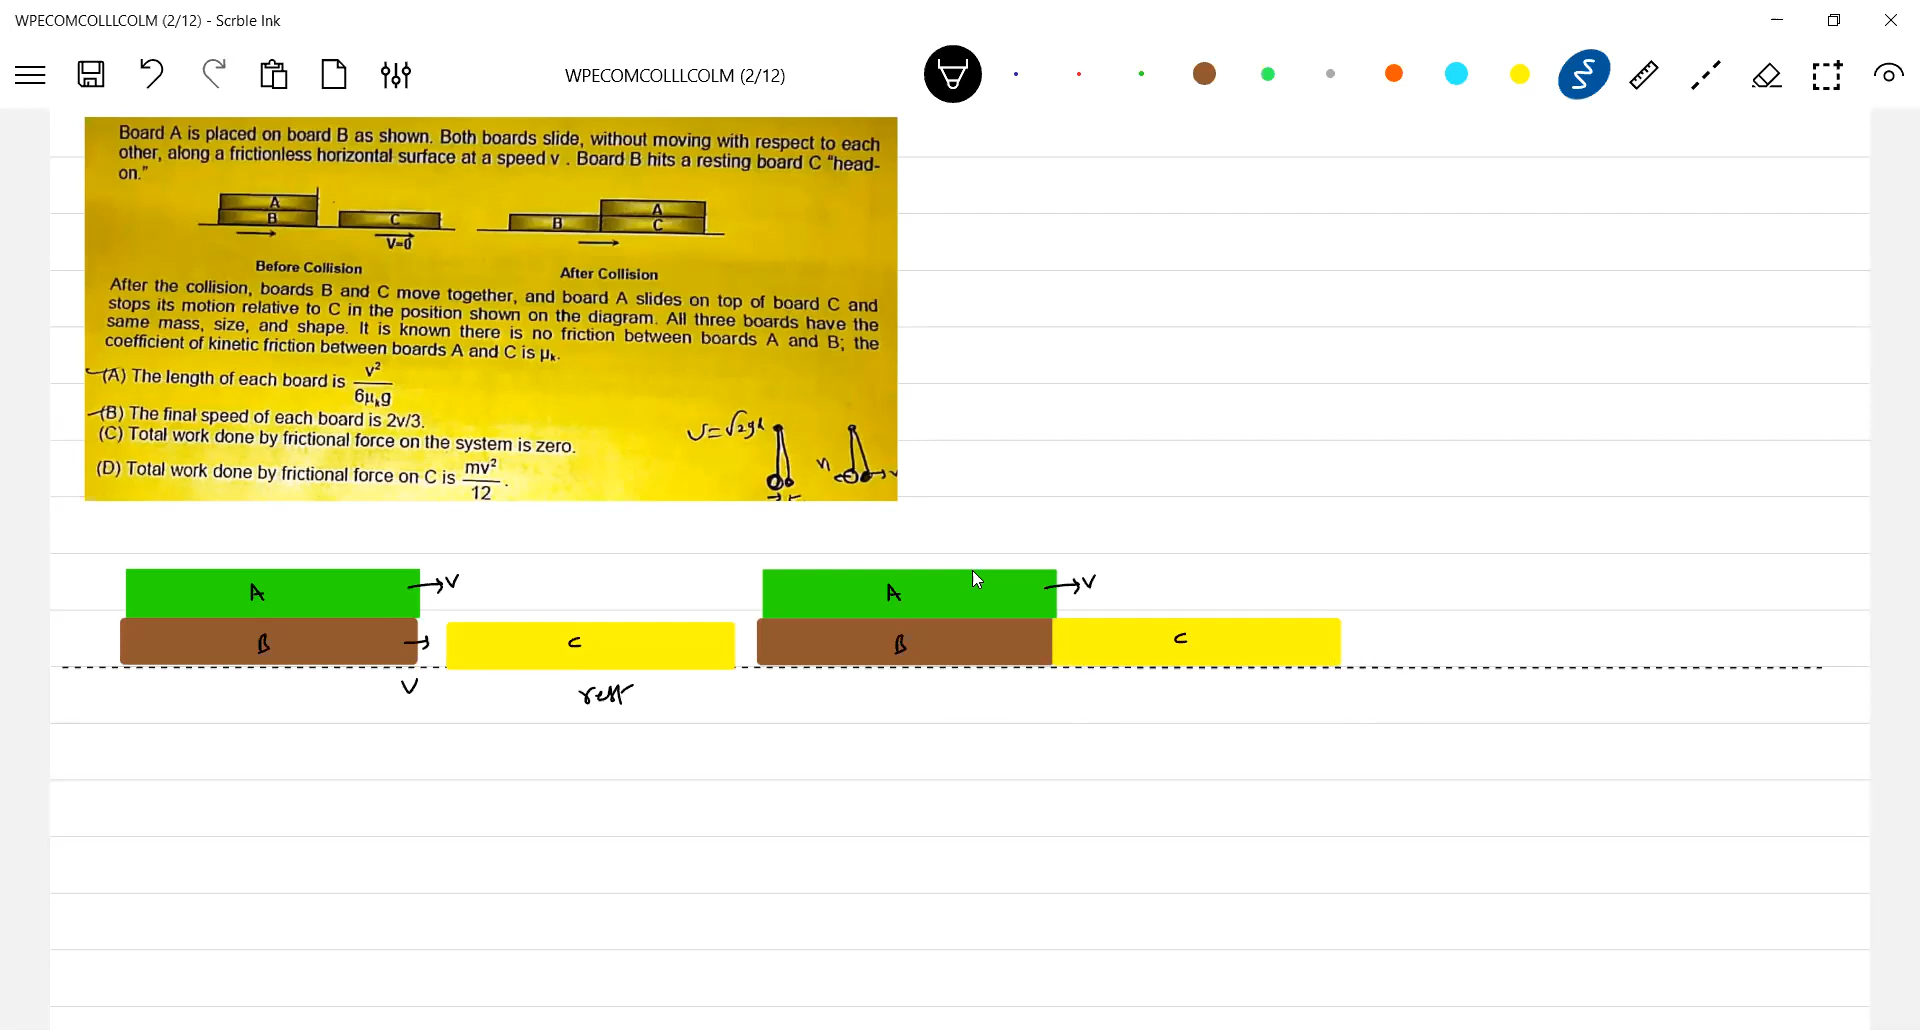 WPECOMCOLLLCOLM (2/12) - Scrble Ink
WPECOMCOLLLCOLM (2/12)
Board A is placed on board B as shown. Both boards slide, without moving with respect to each
other, along a frictionless horizontal surface at a speed v . Board B hits a resting board C “head-
on.”
A
B
C
V=0
A
B
C
Before Collision
After Collision
After the collision, boards B and C move together, and board A slides on top of board C and
stops its motion relative to C in the position shown on the diagram. All three boards have the
same mass, size, and shape. It is known there is no friction between boards A and B; the
coefficient of kinetic friction between boards A and C is μₖ.
(A) The length of each board is v²/6μₖg
(B) The final speed of each board is 2v/3.
(C) Total work done by frictional force on the system is zero.
(D) Total work done by frictional force on C is mv²/12.
A
V
B
V
C
rest
A
V
B
C